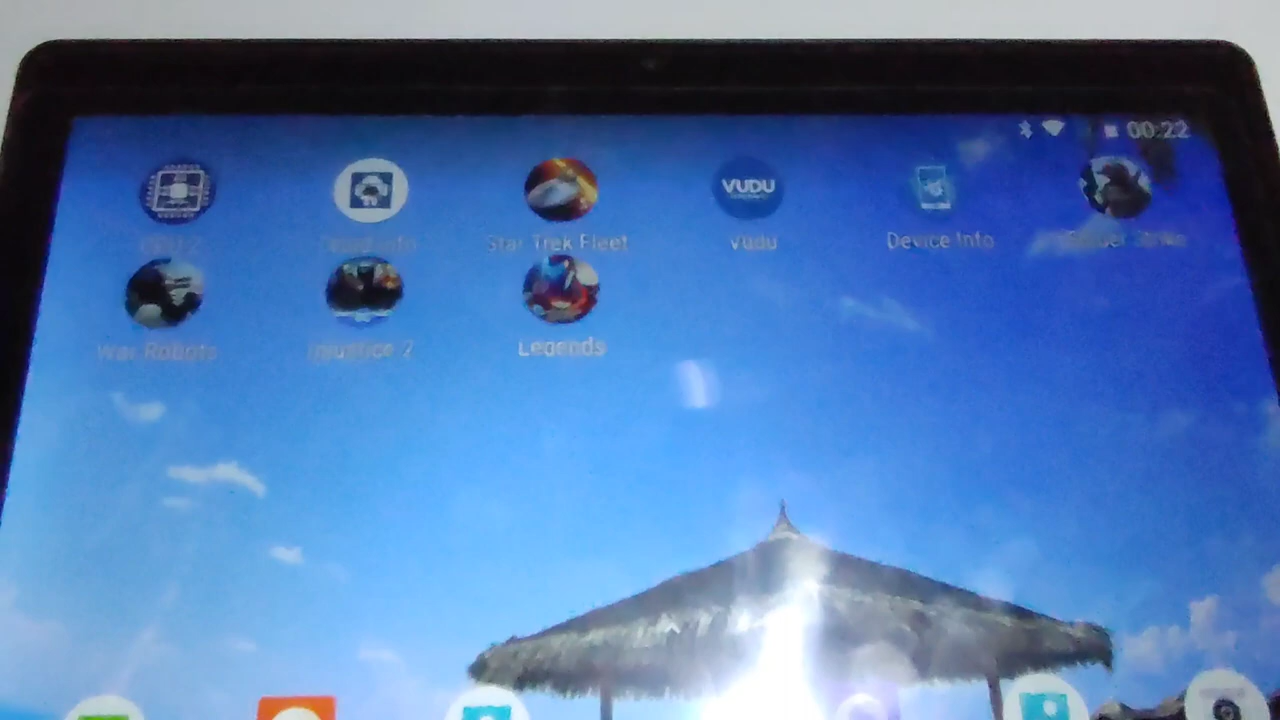 00:22
VUDU
Star Trek Fleet
Vudu
Device Info
War Robots
Injustice 2
Legends